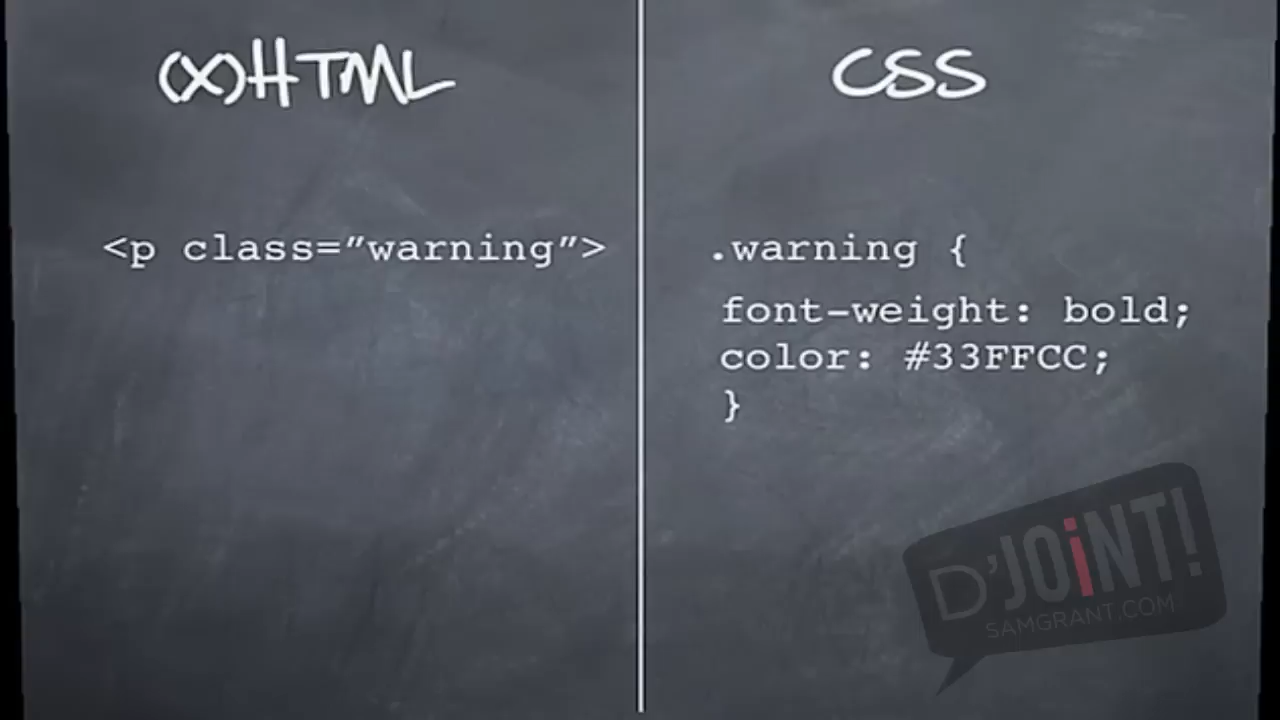 (X)HTML
<p class=”warning”>
CSS
.warning {
font-weight: bold;
color: #33FFCC;
}
D'JOiNT!
SAMGRANT.COM